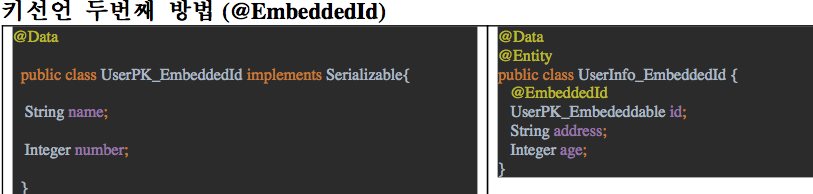 키선언 두번째 방법 (@EmbeddedId)
@Data
public class UserPK_EmbeddedId implements Serializable{
String name;
Integer number;
}
@Data
@Entity
public class UserInfo_EmbeddedId {
@EmbeddedId
UserPK_Embededdable id;
String address;
Integer age;
}